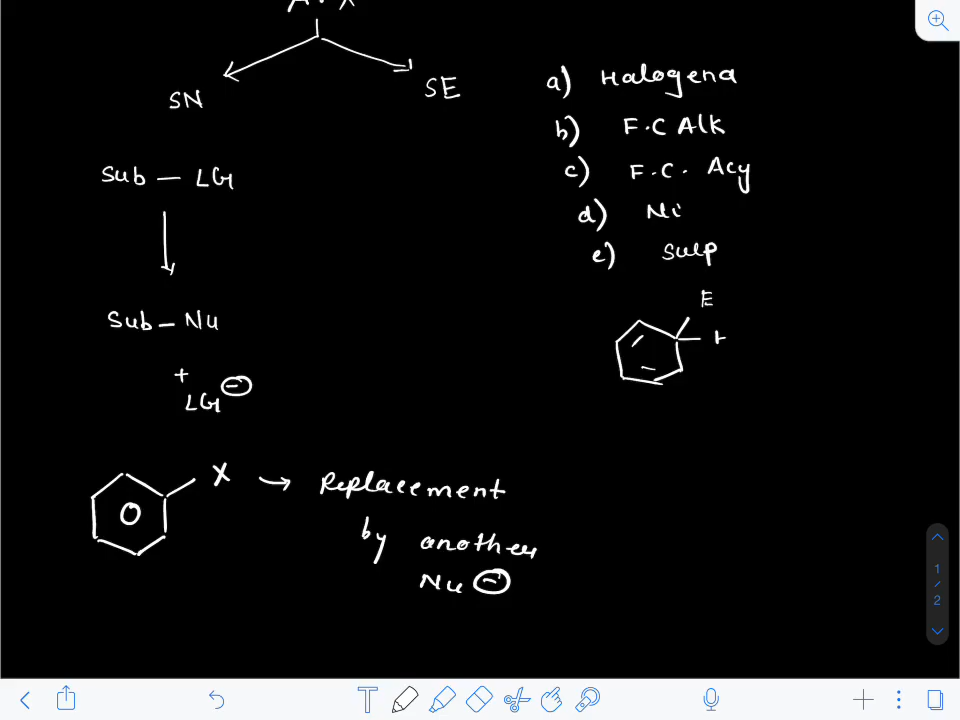 SN
SE
Sub — LG
Sub — Nu
+
LG ⊖
X → Replacement
by another
Nu ⊖
a) Halogena
b) F.C Alk
c) F.C. Acy
d) Ni
e) Sulp
E
T
1
/
2